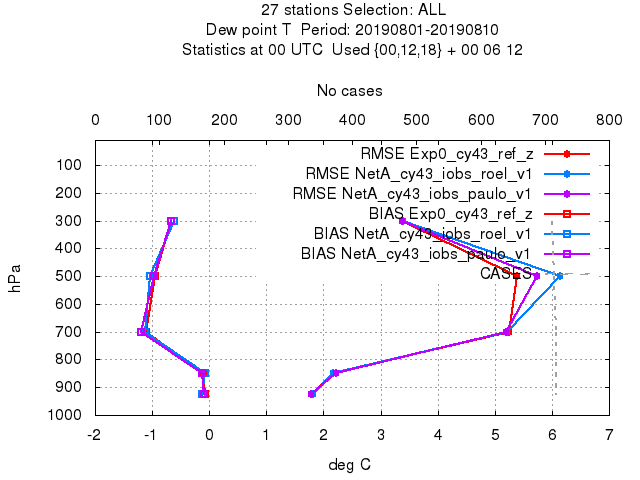 27 stations Selection: ALL
Dew point T  Period: 20190801-20190810
Statistics at 00 UTC  Used {00,12,18} + 00 06 12
No cases
0 100 200 300 400 500 600 700 800
RMSE Exp0_cy43_ref_z
RMSE NetA_cy43_iobs_roel_v1
RMSE NetA_cy43_iobs_paulo_v1
BIAS Exp0_cy43_ref_z
BIAS NetA_cy43_iobs_roel_v1
BIAS NetA_cy43_iobs_paulo_v1
CASES
100
200
300
400
500
600
700
800
900
1000
hPa
-2 -1 0 1 2 3 4 5 6 7
deg C